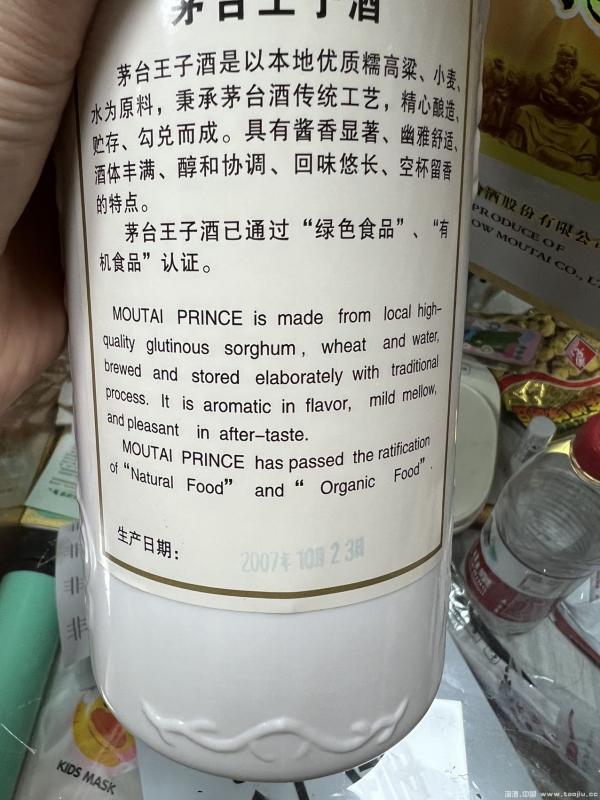 茅台王子酒
茅台王子酒是以本地优质糯高粱、小麦、
水为原料，秉承茅台酒传统工艺，精心酿造、
贮存、勾兑而成。具有酱香显著、幽雅舒适、
酒体丰满、醇和协调、回味悠长、空杯留香
的特点。
茅台王子酒已通过“绿色食品”、“有
机食品”认证。
MOUTAI PRINCE is made from local high-
quality glutinous sorghum, wheat and water,
brewed and stored elaborately with traditional
process. It is aromatic in flavor, mild mellow,
and pleasant in after-taste.
MOUTAI PRINCE has passed the ratification
of “Natural Food” and “ Organic Food”.
生产日期：
2007年10月23日
酒股份有限公
PRODUCE OF
OW MOUTAI CO., L
非
非
非
KIDS MASK
www.taojiu.cc